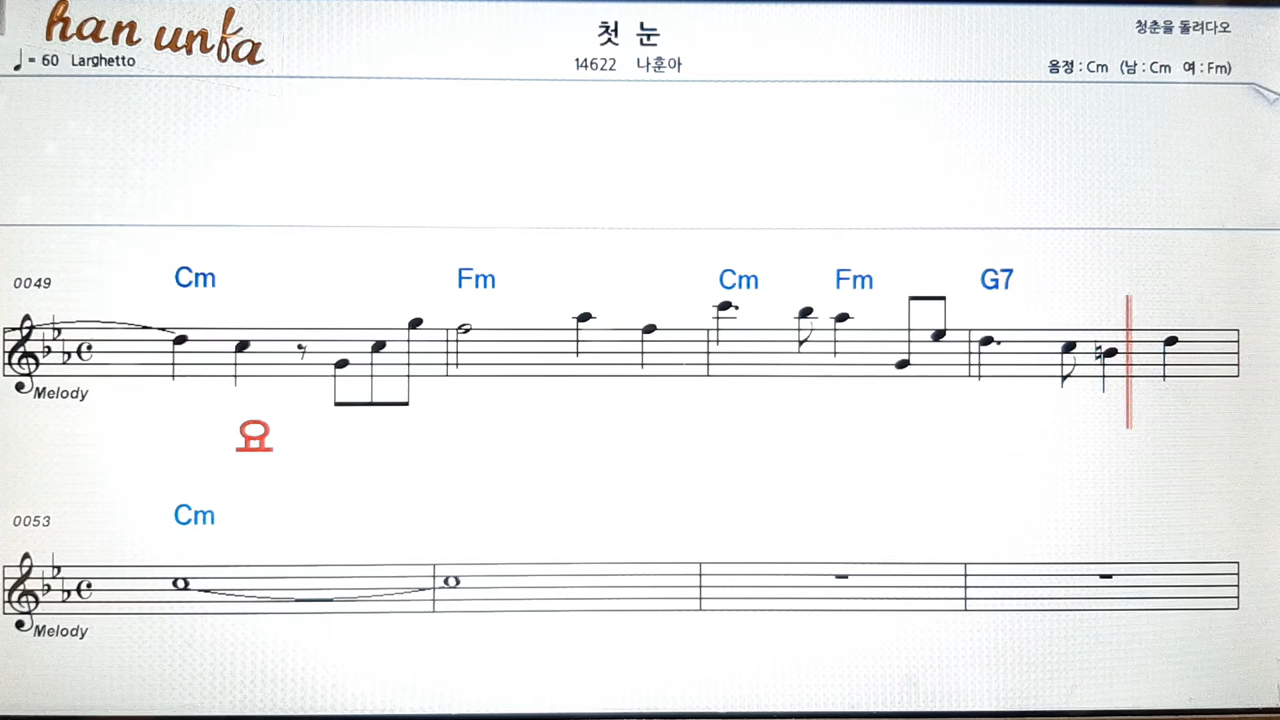 han unfa
첫 눈
청춘을 돌려다오
♩ = 60 Larghetto
14622 나훈아
음정 : Cm (남 : Cm 여 : Fm)
0049 Cm Fm Cm Fm G7
Melody
요
0053 Cm
Melody